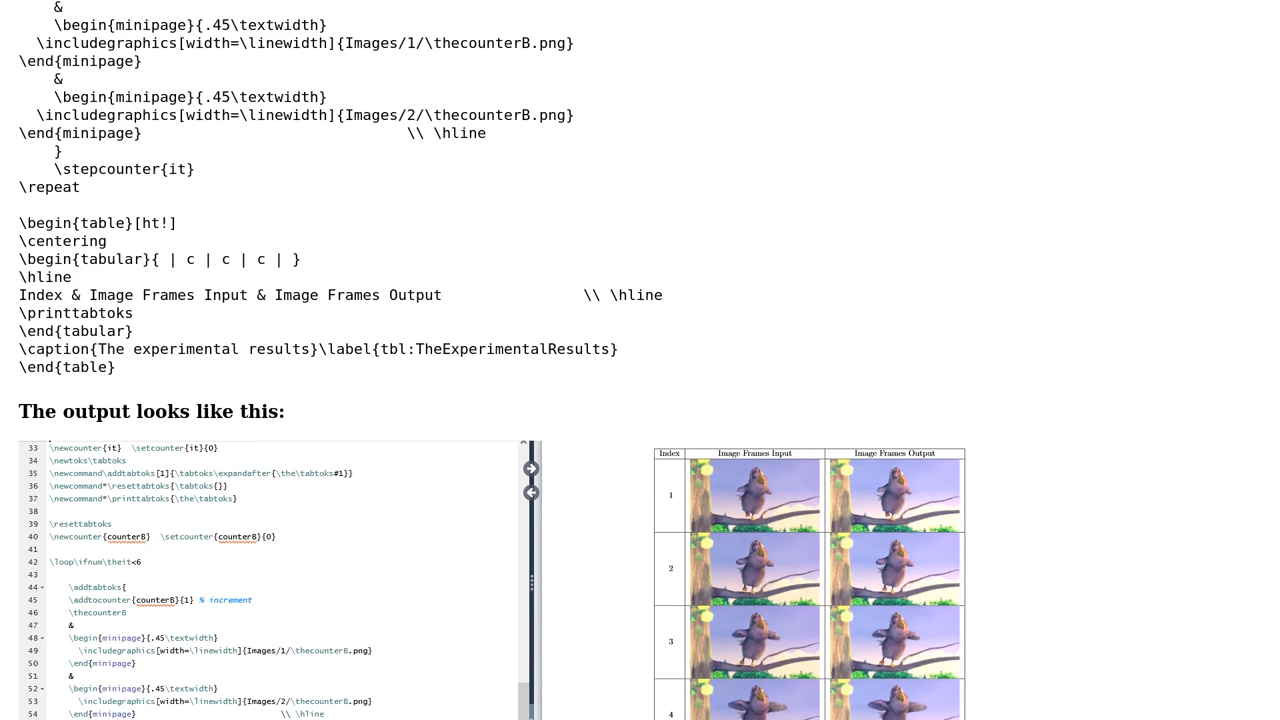 &
\begin{minipage}{.45\textwidth}
\includegraphics[width=\linewidth]{Images/1/\thecounterB.png}
\end{minipage}
&
\begin{minipage}{.45\textwidth}
\includegraphics[width=\linewidth]{Images/2/\thecounterB.png}
\end{minipage} \\ \hline
}
\stepcounter{it}
\repeat
\begin{table}[ht!]
\centering
\begin{tabular}{ | c | c | c | }
\hline
Index & Image Frames Input & Image Frames Output \\ \hline
\printtabtoks
\end{tabular}
\caption{The experimental results}\label{tbl:TheExperimentalResults}
\end{table}
The output looks like this:
33 \newcounter{it} \setcounter{it}{0}
34 \newtoks\tabtoks
35 \newcommand\addtabtoks[1]{\tabtoks\expandafter{\the\tabtoks#1}}
36 \newcommand*\resettabtoks{\tabtoks{}}
37 \newcommand*\printtabtoks{\the\tabtoks}
38
39 \resettabtoks
40 \newcounter{counterB} \setcounter{counterB}{0}
41
42 \loop\ifnum\theit<6
43
44 \addtabtoks{
45 \addtocounter{counterB}{1} % increment
46 \thecounterB
47 &
48 \begin{minipage}{.45\textwidth}
49 \includegraphics[width=\linewidth]{Images/1/\thecounterB.png}
50 \end{minipage}
51 &
52 \begin{minipage}{.45\textwidth}
53 \includegraphics[width=\linewidth]{Images/2/\thecounterB.png}
54 \end{minipage} \\ \hline
Index Image Frames Input Image Frames Output
1
2
3
4